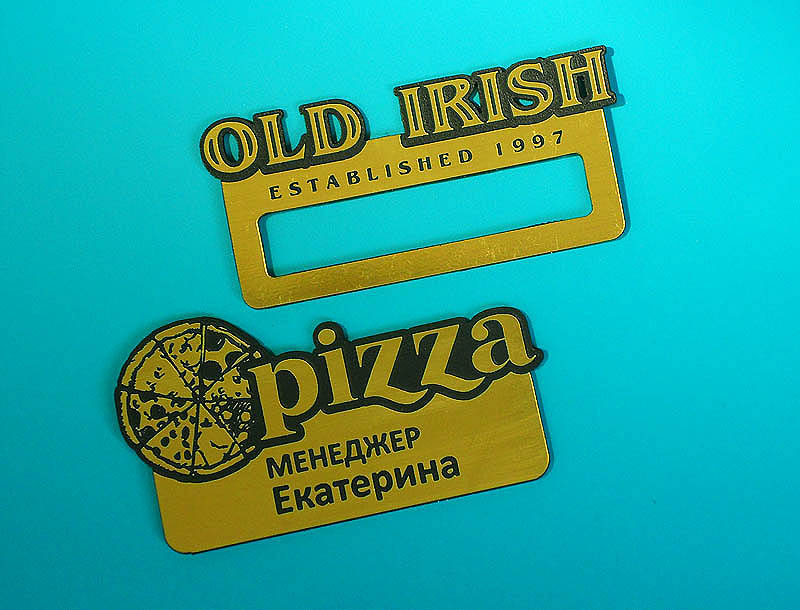 OLD IRISH
ESTABLISHED 1997
pizza
МЕНЕДЖЕР
Екатерина